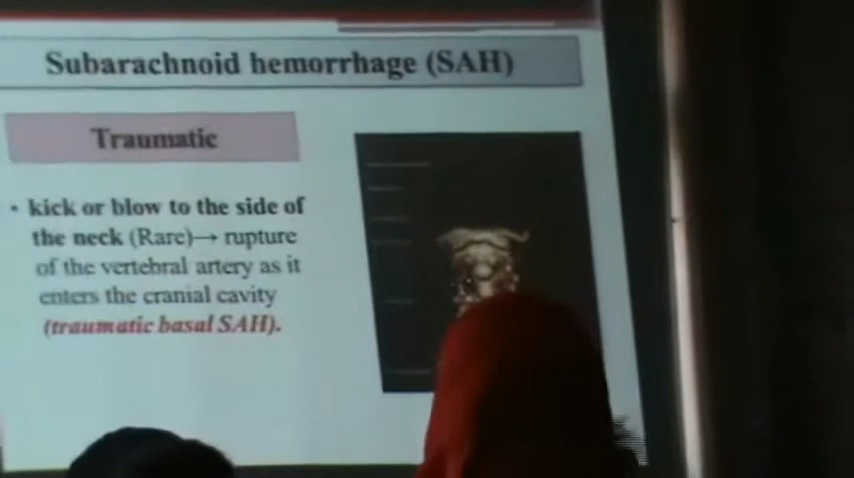 Subarachnoid hemorrhage (SAH)
Traumatic
• kick or blow to the side of
the neck (Rare)→ rupture
of the vertebral artery as it
enters the cranial cavity
(traumatic basal SAH).